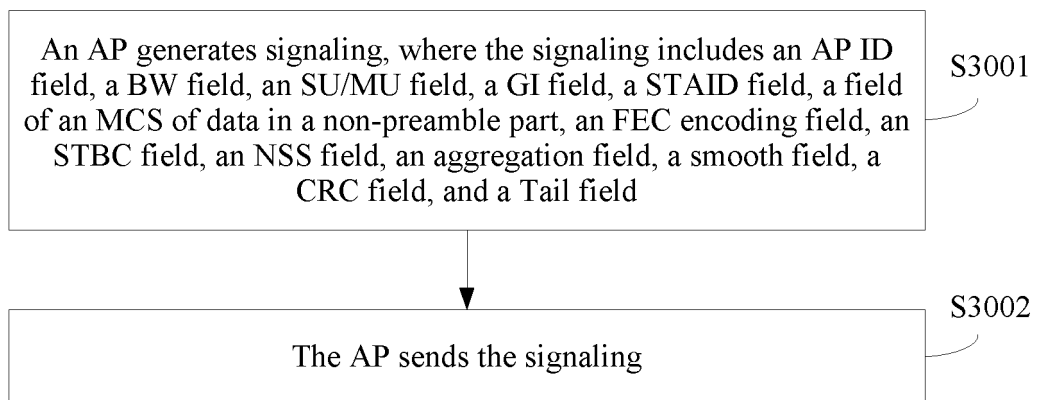 An AP generates signaling, where the signaling includes an AP ID
field, a BW field, an SU/MU field, a GI field, a STAID field, a field
of an MCS of data in a non-preamble part, an FEC encoding field, an
STBC field, an NSS field, an aggregation field, a smooth field, a
CRC field, and a Tail field
S3001
The AP sends the signaling
S3002